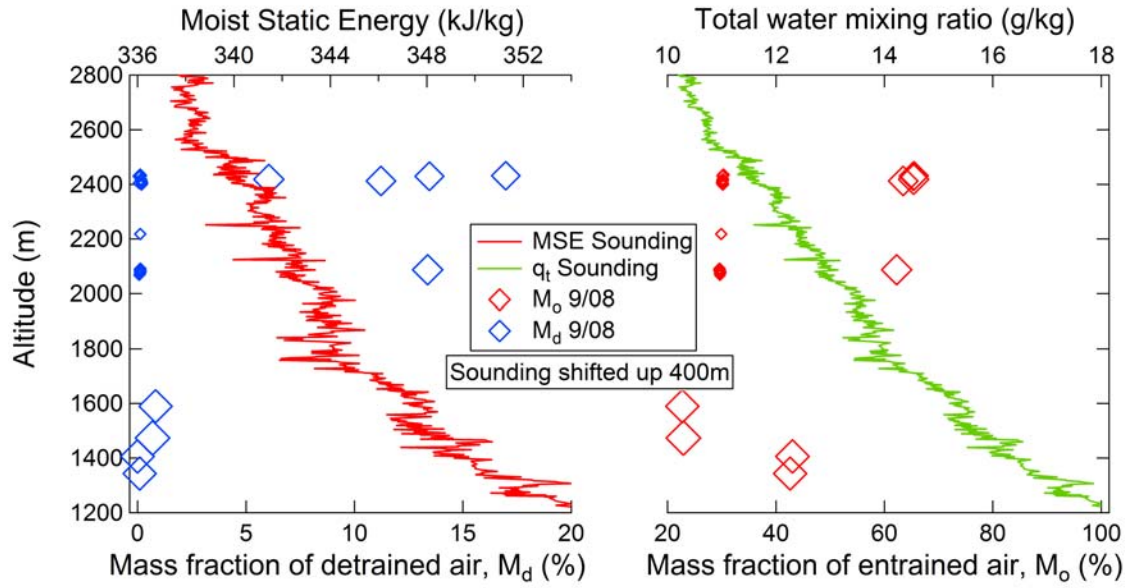 Moist Static Energy (kJ/kg)
336 340 344 348 352
Total water mixing ratio (g/kg)
10 12 14 16 18
Altitude (m)
2800
2600
2400
2200
2000
1800
1600
1400
1200
MSE Sounding
qt Sounding
Mo 9/08
Md 9/08
Sounding shifted up 400m
0 5 10 15 20
Mass fraction of detrained air, Md (%)
20 40 60 80 100
Mass fraction of entrained air, Mo (%)